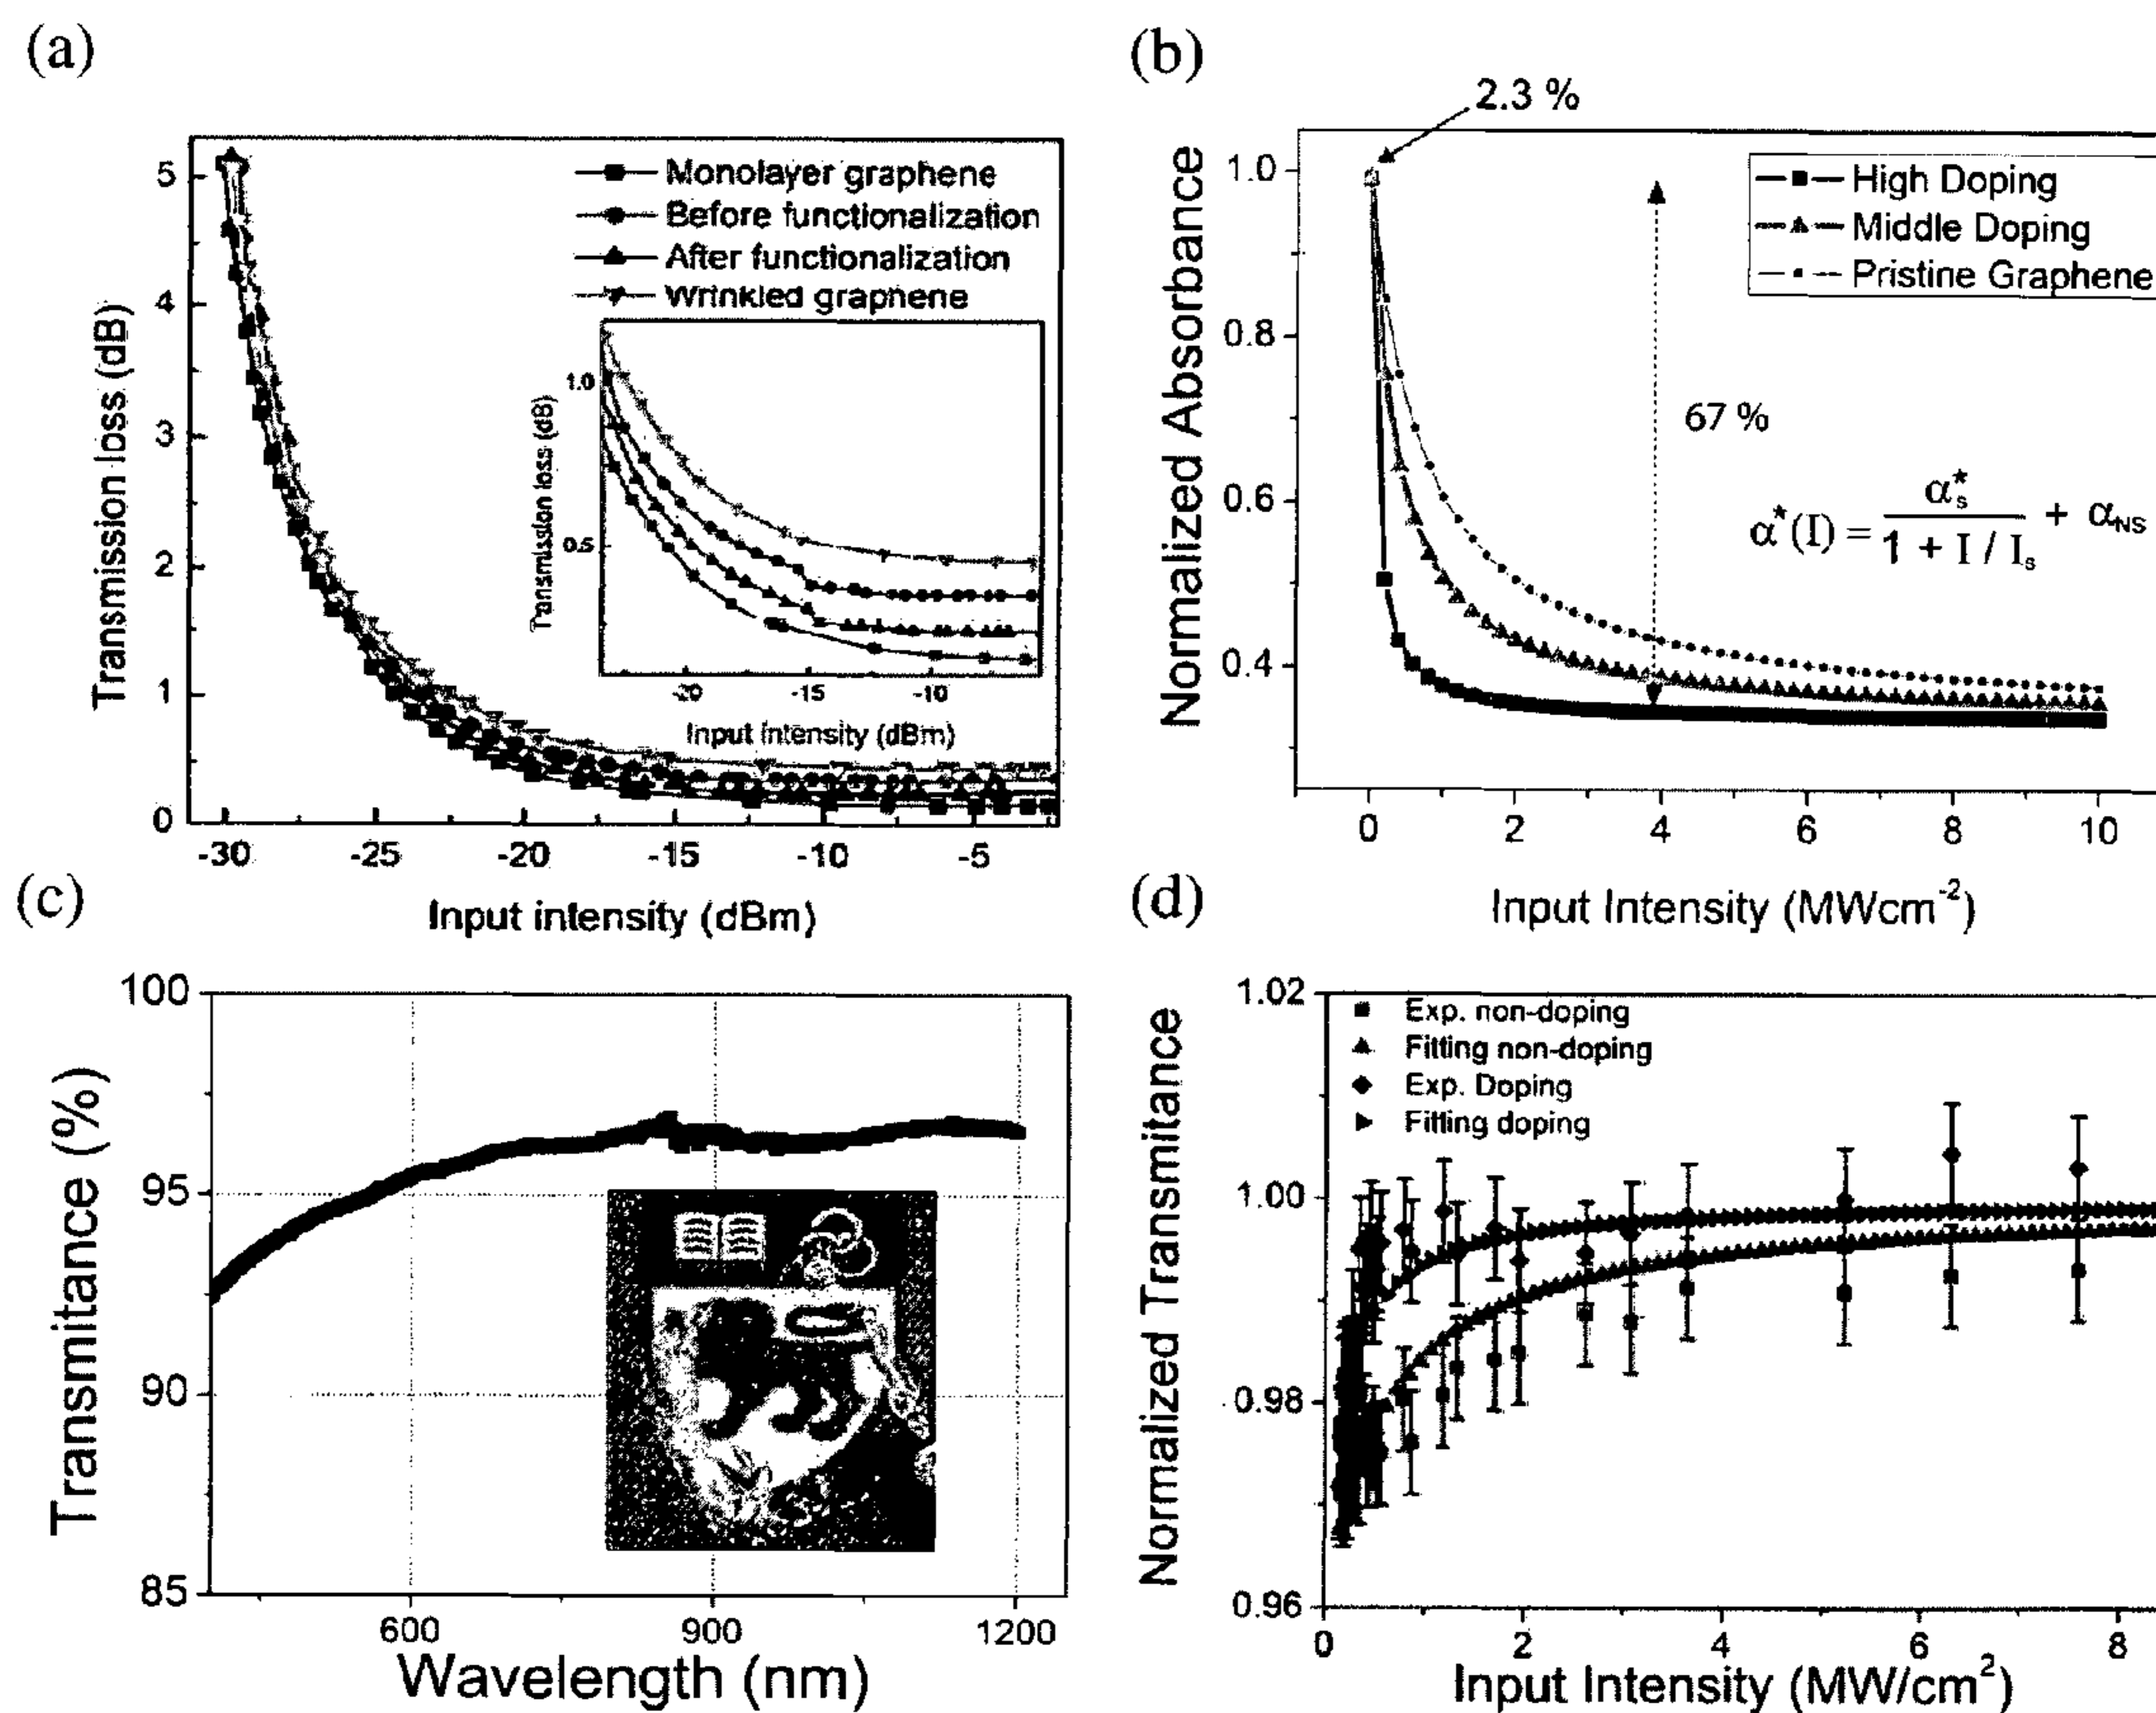 (a)
5
4
3
2
1
0
Transmission loss (dB)
Monolayer graphene
Before functionalization
After functionalization
Wrinkled graphene
1.0
0.5
Transmission loss (dB)
-20
-15
-10
Input intensity (dBm)
-30
-25
-20
-15
-10
-5
Input intensity (dBm)
(b)
2.3 %
1.0
0.8
0.6
0.4
Normalized Absorbance
High Doping
Middle Doping
Pristine Graphene
67 %
α*(I) = α*s / (1 + I / Is) + αNS
0
2
4
6
8
10
Input Intensity (MWcm-2)
(c)
100
95
90
85
Transmitance (%)
600
900
1200
Wavelength (nm)
(d)
1.02
1.00
0.98
0.96
Normalized Transmitance
Exp. non-doping
Fitting non-doping
Exp. Doping
Fitting doping
0
2
4
6
8
Input Intensity (MW/cm2)